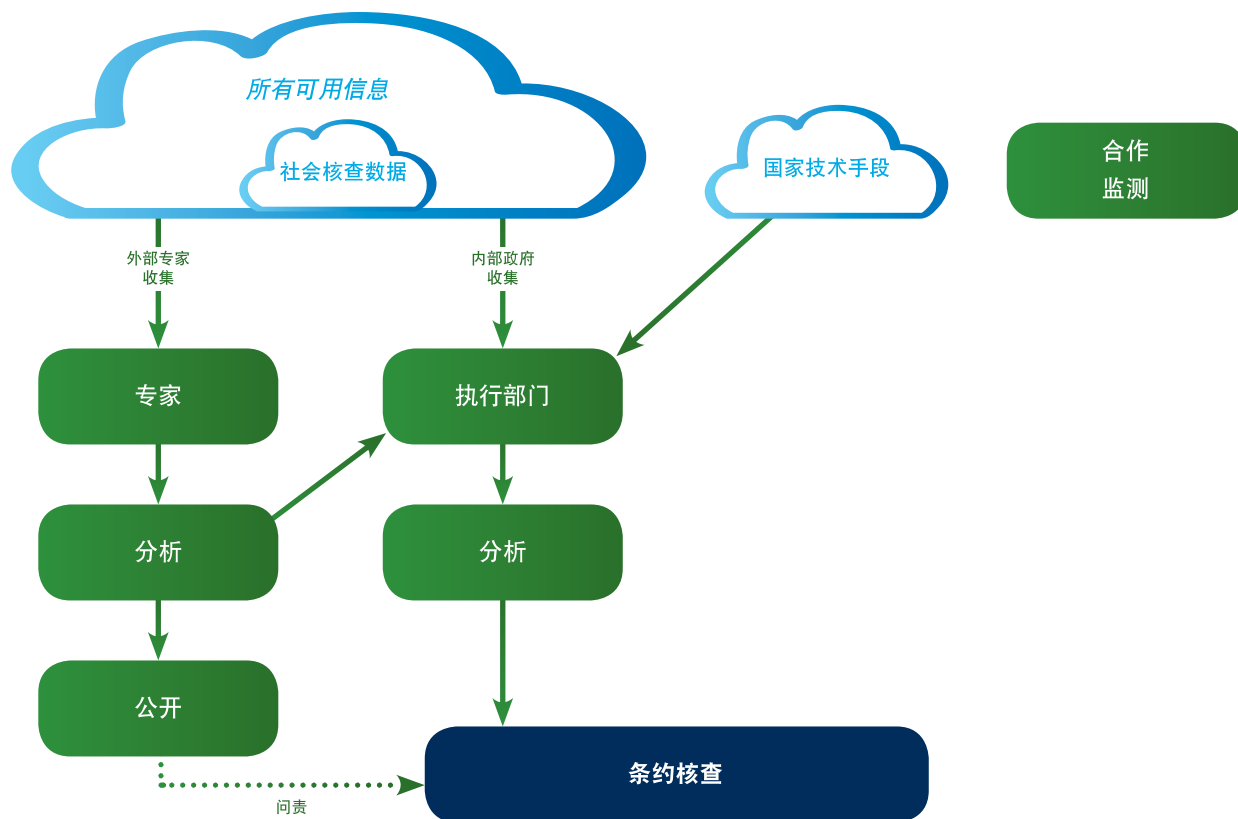 所有可用信息
社会核查数据
国家技术手段
合作
监测
外部专家
收集
内部政府
收集
专家
执行部门
分析
分析
公开
条约核查
问责